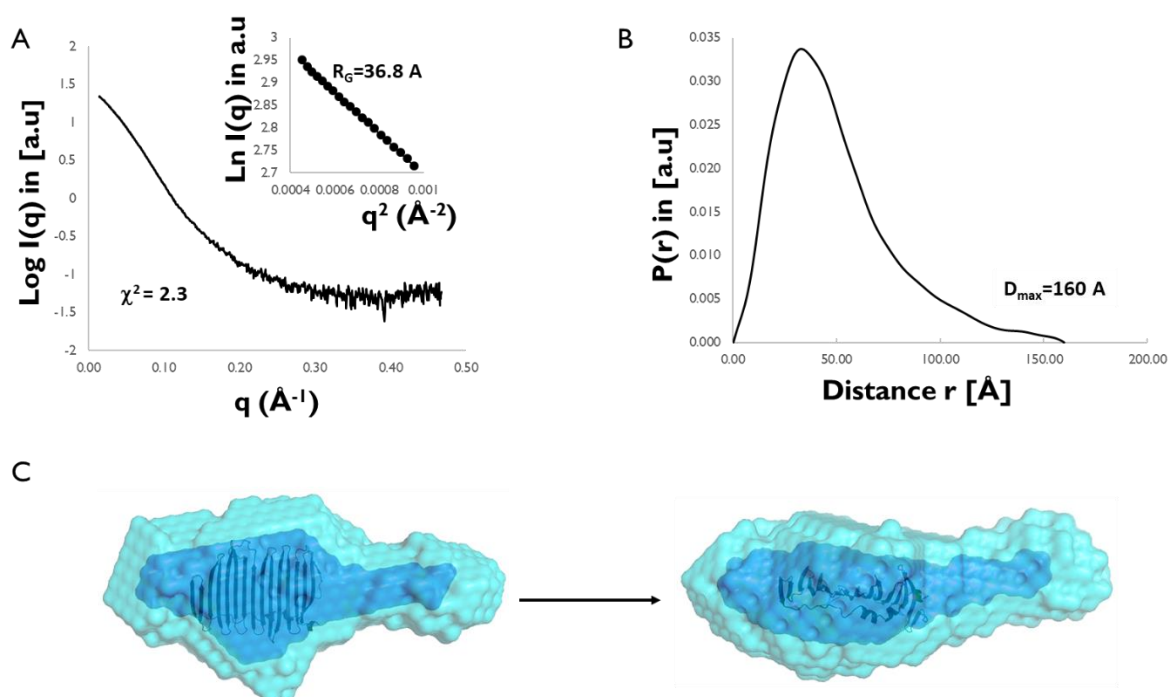 A
Log I(q) in [a.u]
2
1.5
1
0.5
0
-0.5
-1
-1.5
-2
0.00 0.10 0.20 0.30 0.40 0.50
q (Å-1)
χ2 = 2.3
Ln I(q) in a.u
3
2.95
2.9
2.85
2.8
2.75
2.7
0.0004 0.0006 0.0008 0.001
q2 (Å-2)
RG=36.8 A
B
P(r) in [a.u]
0.035
0.030
0.025
0.020
0.015
0.010
0.005
0.000
0.00 50.00 100.00 150.00 200.00
Distance r [Å]
Dmax=160 A
C